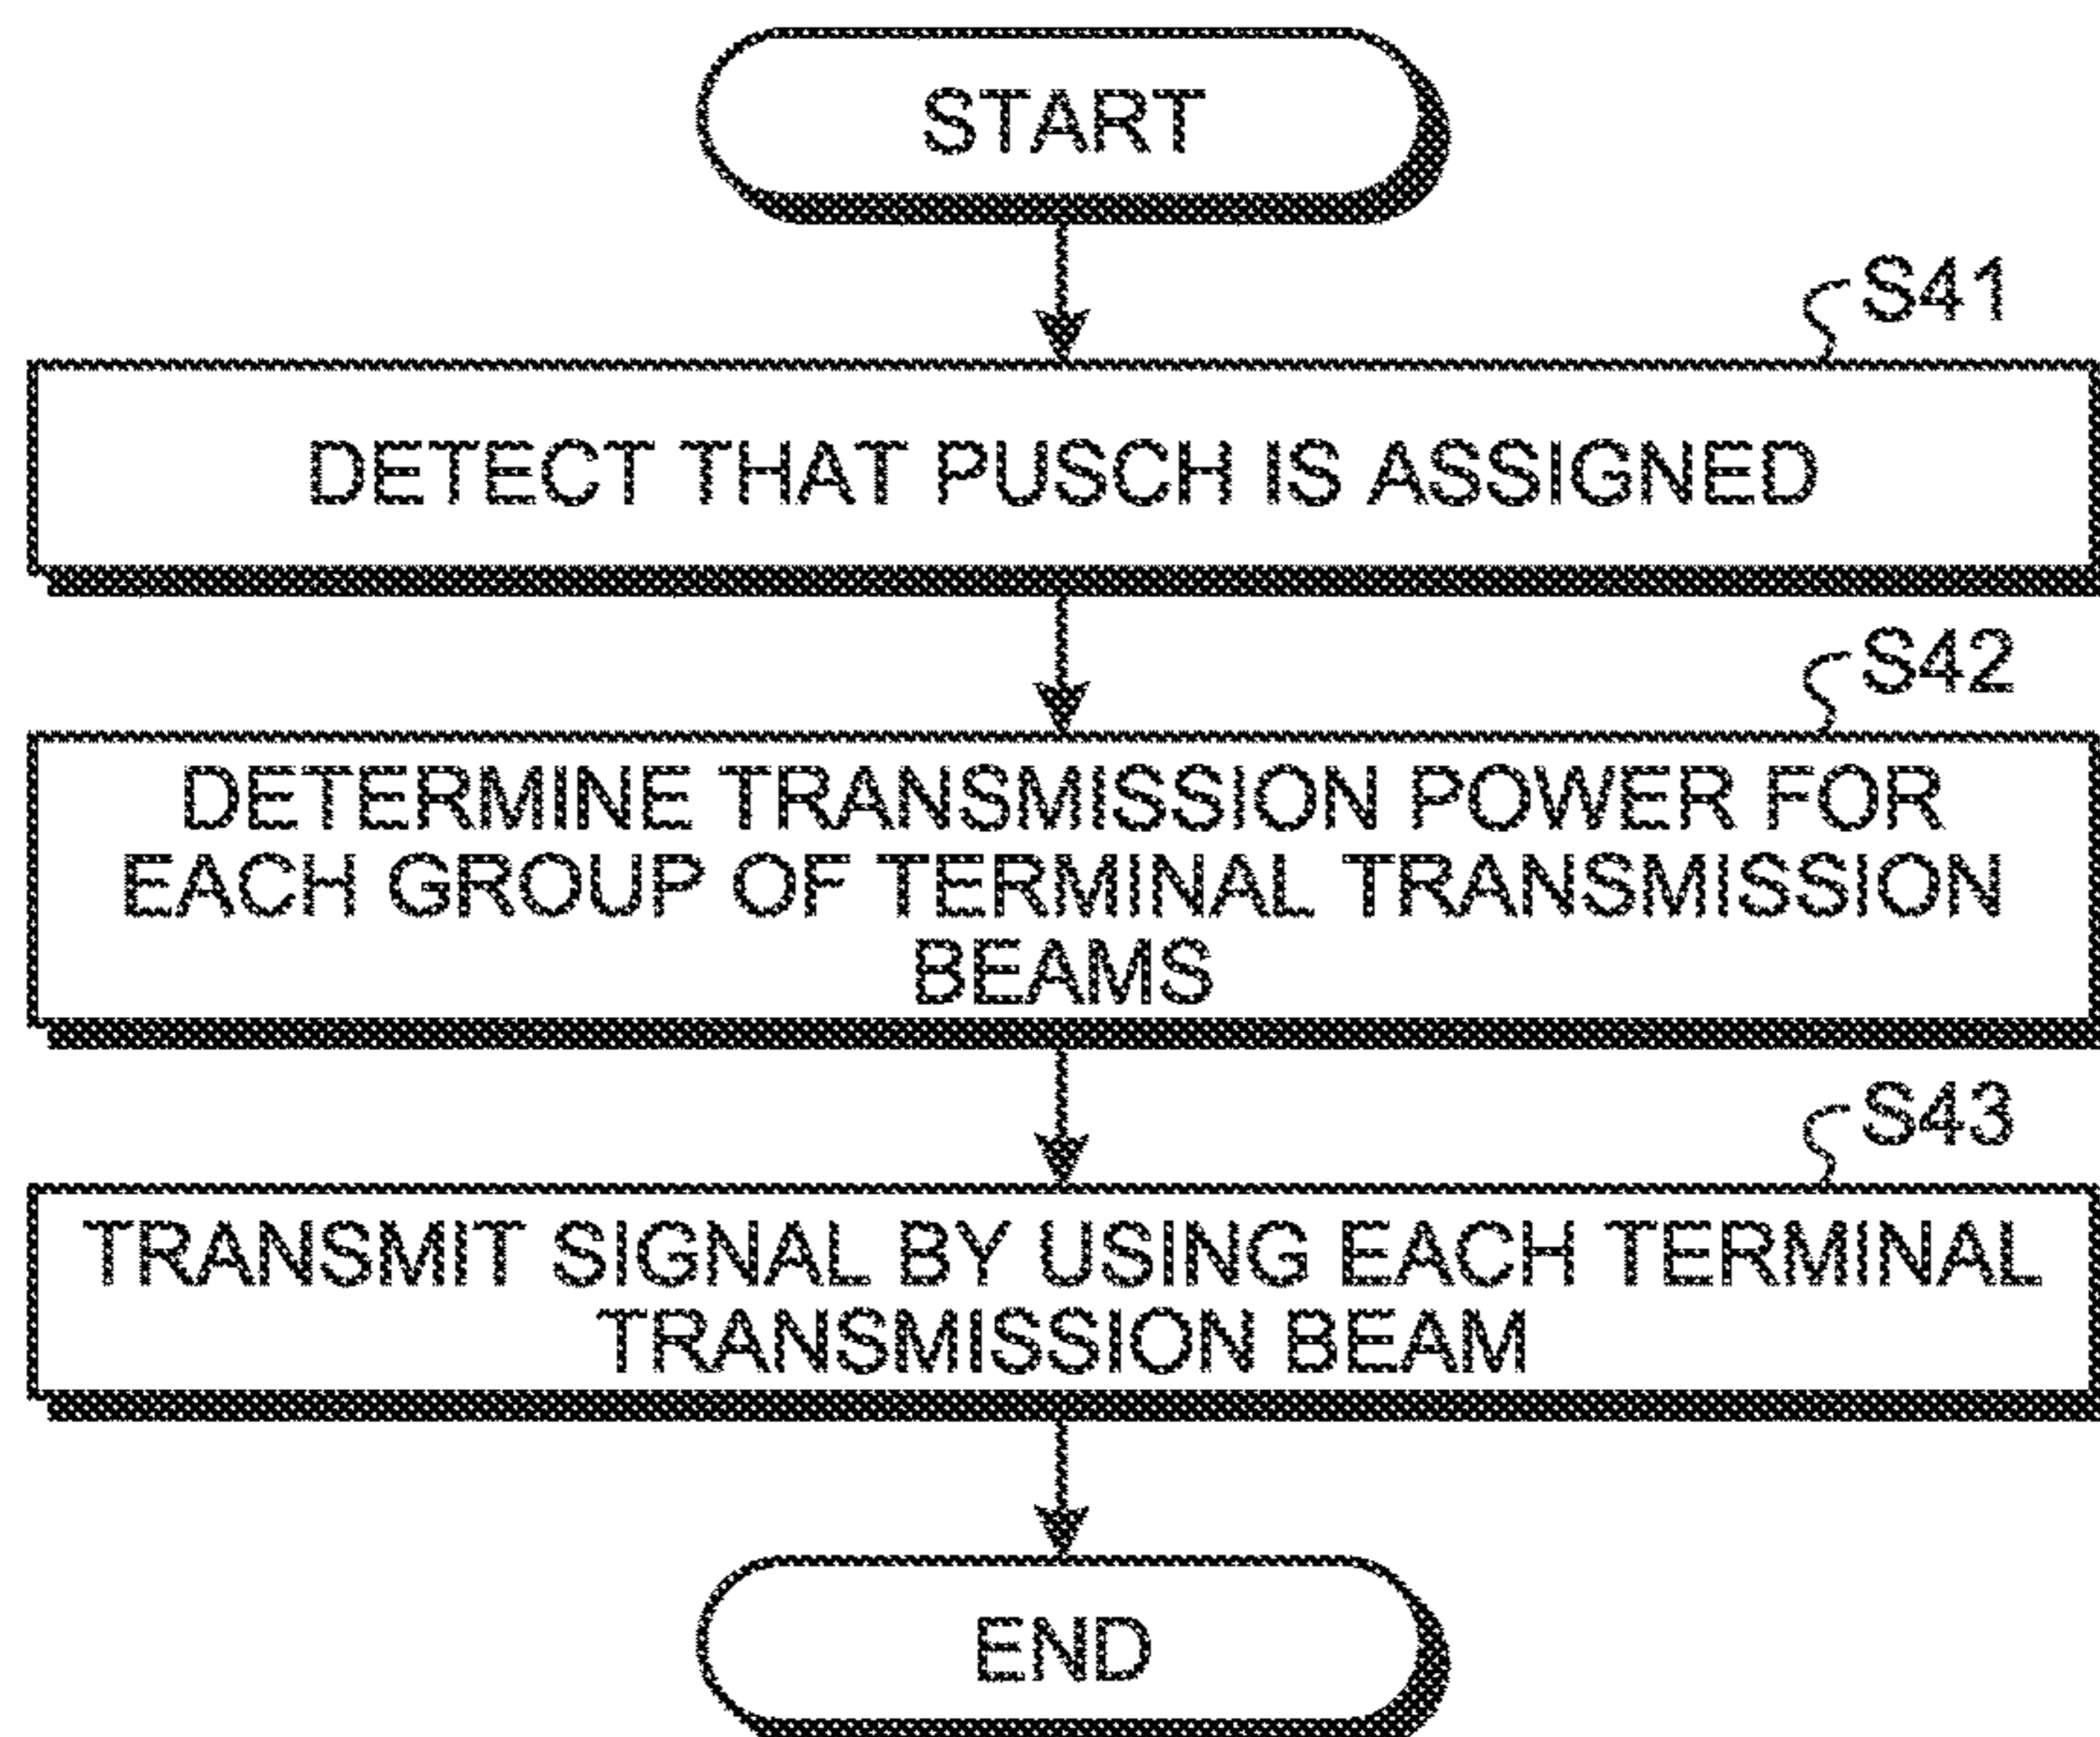 START
S41
DETECT THAT PUSCH IS ASSIGNED
S42
DETERMINE TRANSMISSION POWER FOR
EACH GROUP OF TERMINAL TRANSMISSION
BEAMS
S43
TRANSMIT SIGNAL BY USING EACH TERMINAL
TRANSMISSION BEAM
END